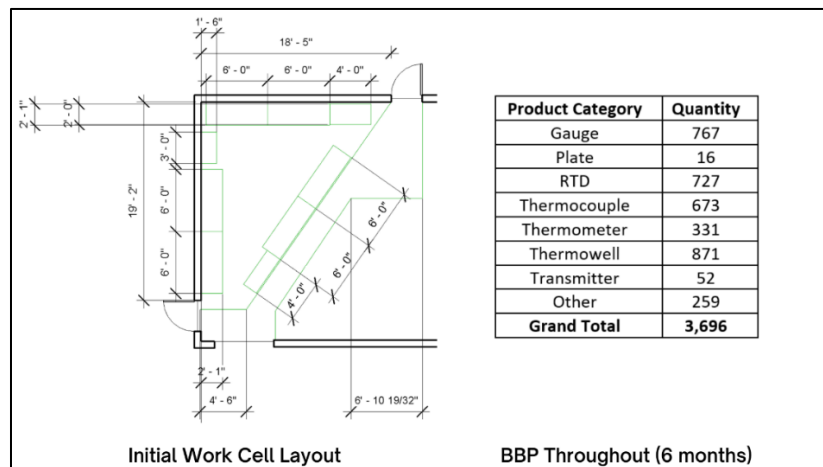 1' - 6"
18' - 5"
6' - 0"
6' - 0"
4' - 0"
2' - 1"
2' - 0"
3' - 0"
19' - 2"
6' - 0"
6' - 0"
6' - 0"
6' - 0"
4' - 0"
2' - 1"
4' - 6"
6' - 10 19/32"
Initial Work Cell Layout
Product Category Quantity
Gauge 767
Plate 16
RTD 727
Thermocouple 673
Thermometer 331
Thermowell 871
Transmitter 52
Other 259
Grand Total 3,696
BBP Throughout (6 months)